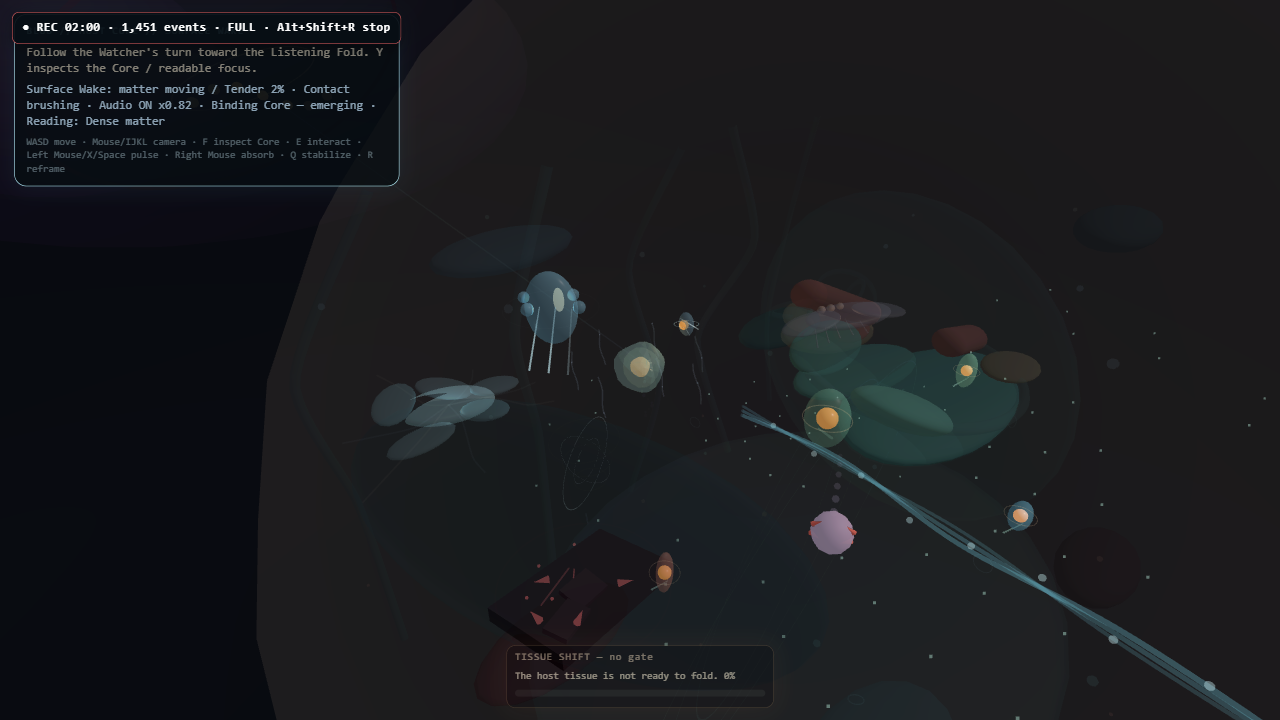 ● REC 02:00 · 1,451 events · FULL · Alt+Shift+R stop
Follow the Watcher's turn toward the Listening Fold. Y
inspects the Core / readable focus.
Surface Wake: matter moving / Tender 2% · Contact
brushing · Audio ON x0.82 · Binding Core — emerging ·
Reading: Dense matter
WASD move · Mouse/IJKL camera · F inspect Core · E interact ·
Left Mouse/X/Space pulse · Right Mouse absorb · Q stabilize · R
reframe
TISSUE SHIFT — no gate
The host tissue is not ready to fold. 0%